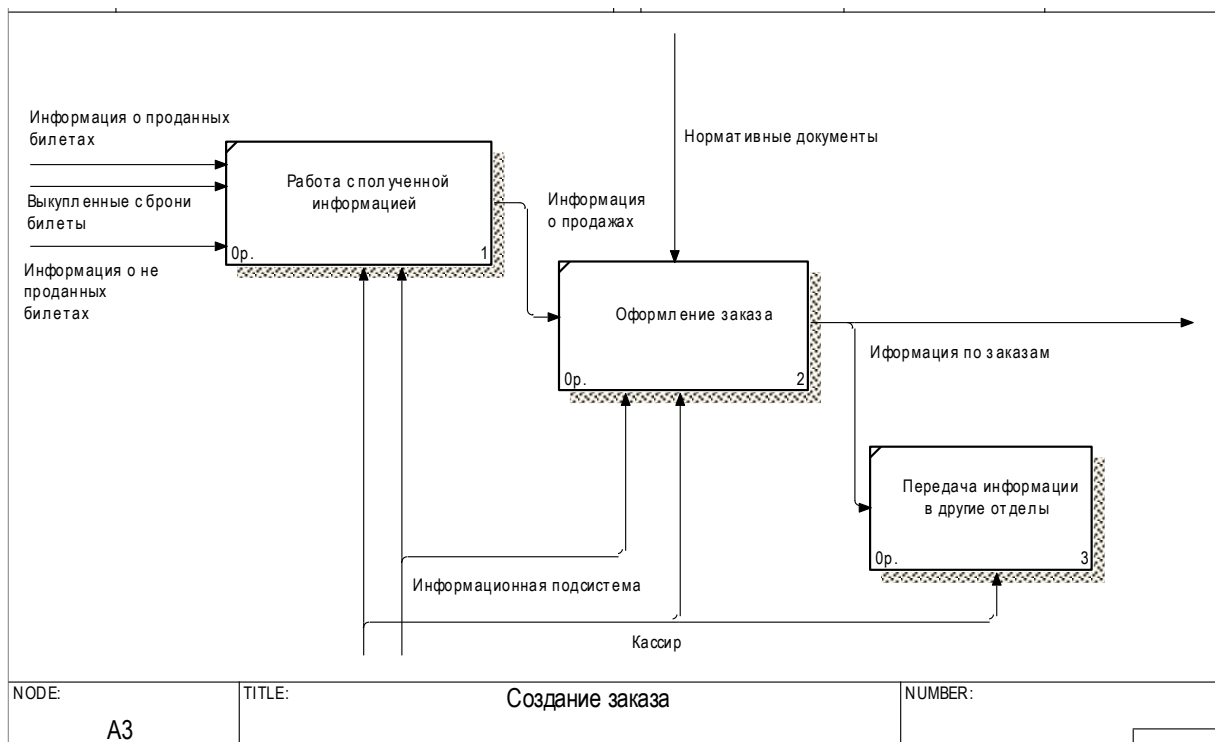 Информация о проданных
билетах
Выкупленные с брони
билеты
Информация о не
проданных
билетах
Работа с полученной
информацией
0р.
1
Информация
о продажах
Нормативные документы
Оформление заказа
0р.
2
Иформация по заказам
Передача информации
в другие отделы
0р.
3
Информационная подсистема
Кассир
NODE:
A3
TITLE:
Создание заказа
NUMBER: